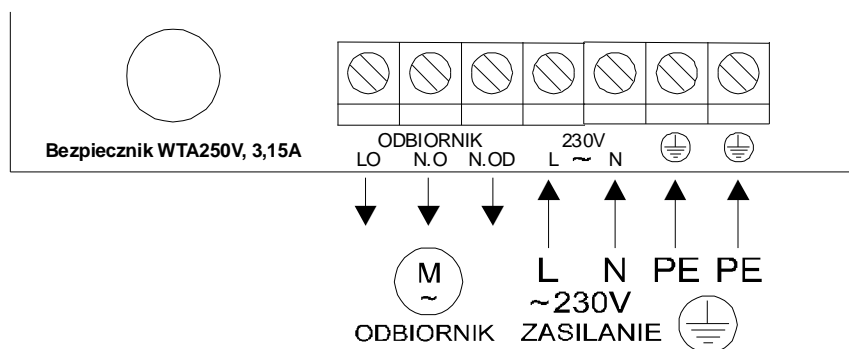 Bezpiecznik WTA250V, 3,15A
ODBIORNIK 230V
LO N.O N.OD L ~ N
M
~
L N PE PE
~230V
ODBIORNIK ZASILANIE